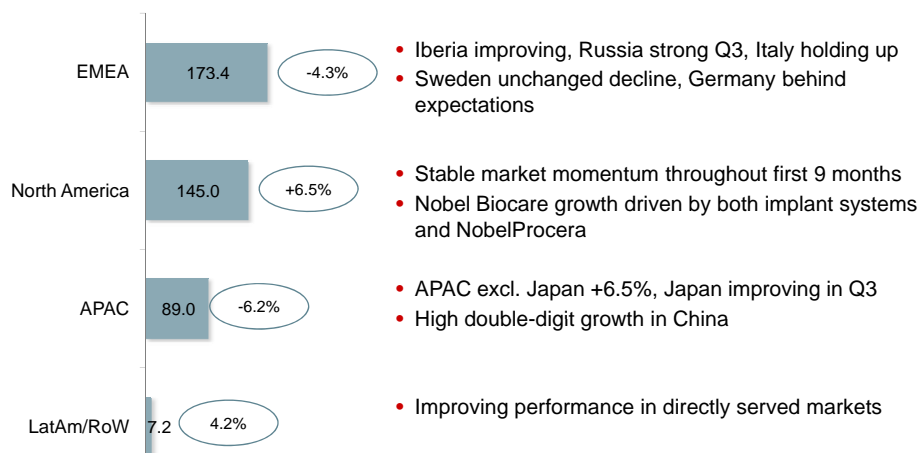 EMEA
173.4
-4.3%
• Iberia improving, Russia strong Q3, Italy holding up
• Sweden unchanged decline, Germany behind
expectations
North America
145.0
+6.5%
• Stable market momentum throughout first 9 months
• Nobel Biocare growth driven by both implant systems
and NobelProcera
APAC
89.0
-6.2%
• APAC excl. Japan +6.5%, Japan improving in Q3
• High double-digit growth in China
LatAm/RoW
7.2
4.2%
• Improving performance in directly served markets